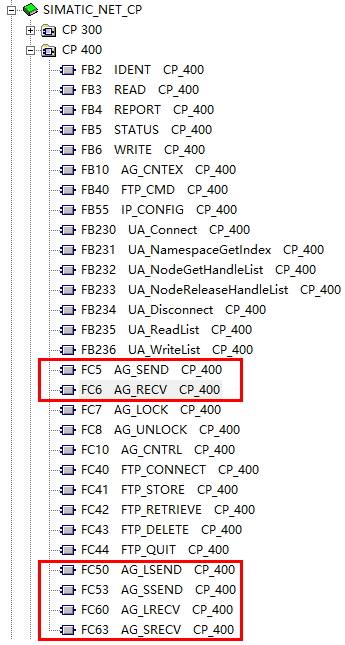 SIMATIC_NET_CP
CP 300
CP 400
FB2 IDENT CP_400
FB3 READ CP_400
FB4 REPORT CP_400
FB5 STATUS CP_400
FB6 WRITE CP_400
FB10 AG_CNTEX CP_400
FB40 FTP_CMD CP_400
FB55 IP_CONFIG CP_400
FB230 UA_Connect CP_400
FB231 UA_NamespaceGetIndex CP_400
FB232 UA_NodeGetHandleList CP_400
FB233 UA_NodeReleaseHandleList CP_400
FB234 UA_Disconnect CP_400
FB235 UA_ReadList CP_400
FB236 UA_WriteList CP_400
FC5 AG_SEND CP_400
FC6 AG_RECV CP_400
FC7 AG_LOCK CP_400
FC8 AG_UNLOCK CP_400
FC10 AG_CNTRL CP_400
FC40 FTP_CONNECT CP_400
FC41 FTP_STORE CP_400
FC42 FTP_RETRIEVE CP_400
FC43 FTP_DELETE CP_400
FC44 FTP_QUIT CP_400
FC50 AG_LSEND CP_400
FC53 AG_SSEND CP_400
FC60 AG_LRECV CP_400
FC63 AG_SRECV CP_400